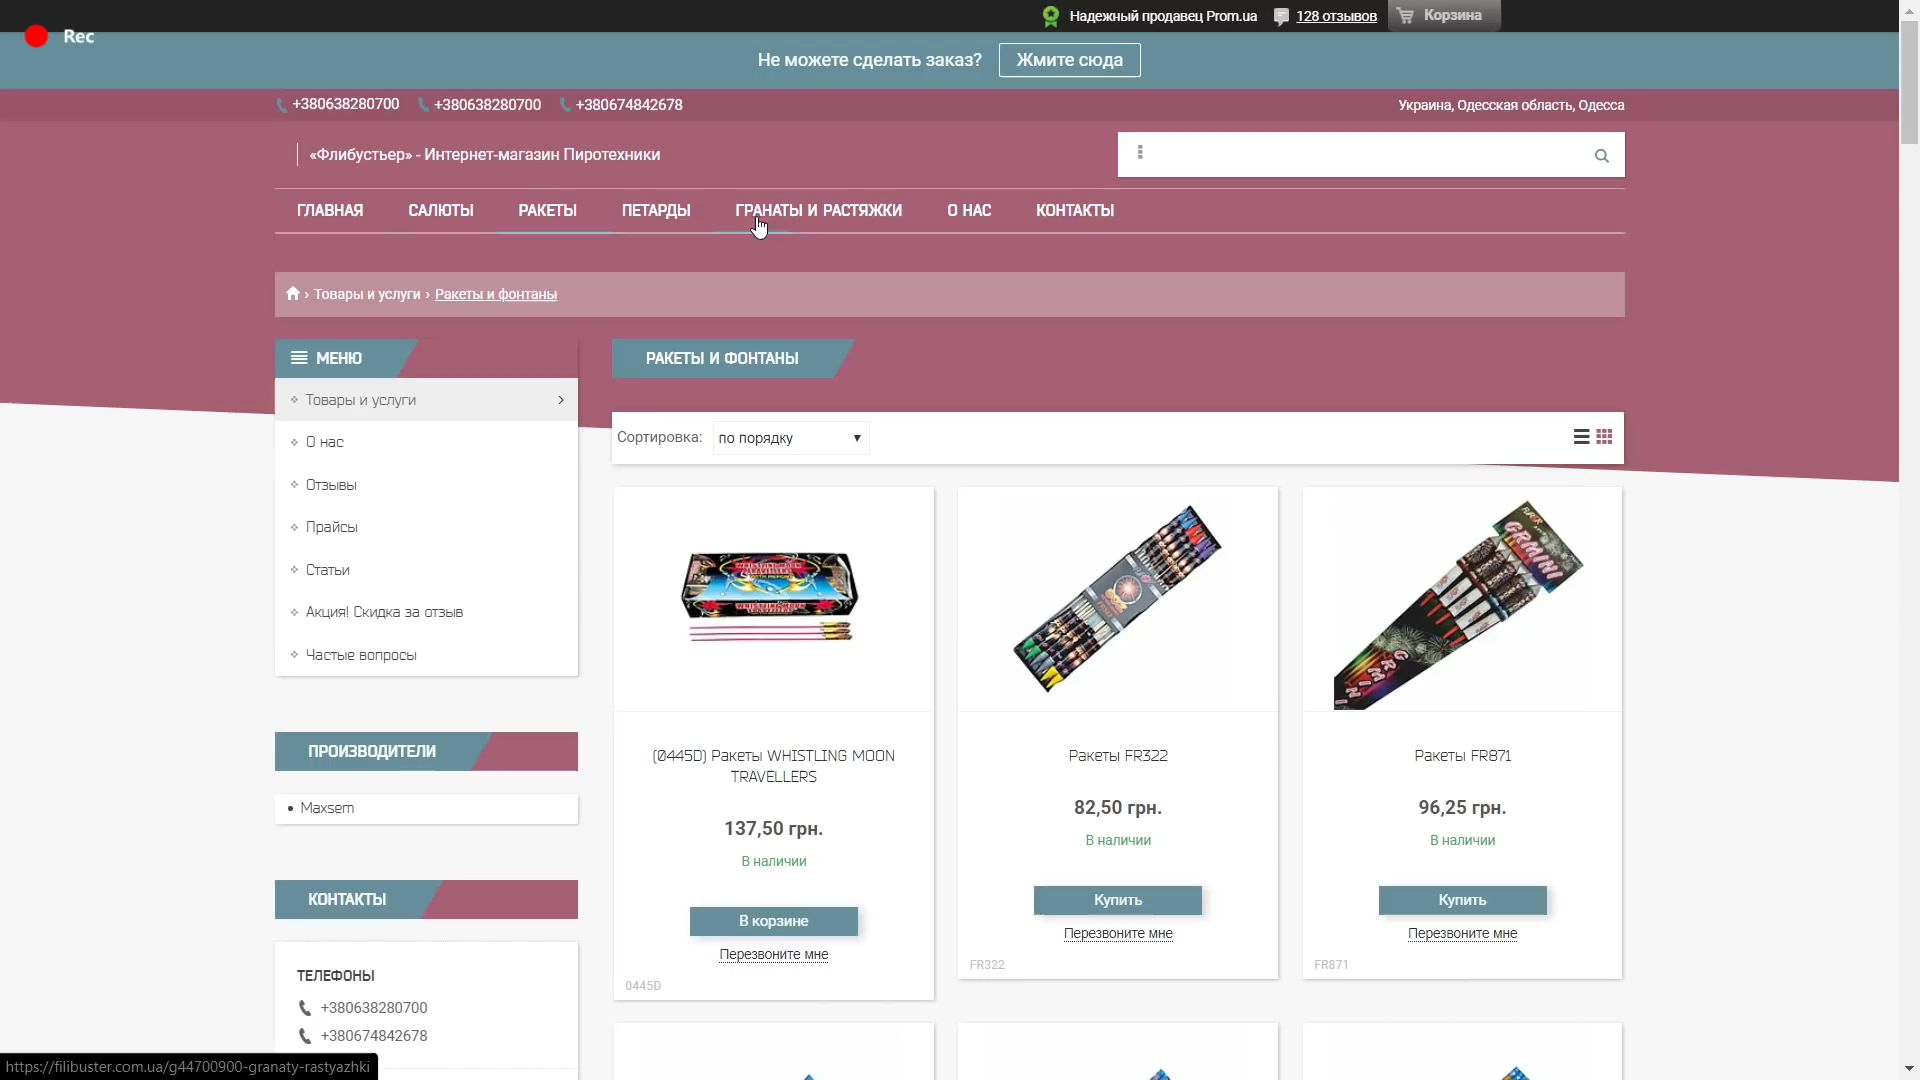 Надежный продавец Prom.ua 128 отзывов Корзина
Rec
Не можете сделать заказ? Жмите сюда
+380638280700 +380638280700 +380674842678 Украина, Одесская область, Одесса
«Флибустьер» - Интернет-магазин Пиротехники
ГЛАВНАЯ САЛЮТЫ РАКЕТЫ ПЕТАРДЫ ГРАНАТЫ И РАСТЯЖКИ О НАС КОНТАКТЫ
› Товары и услуги › Ракеты и фонтаны
МЕНЮ
Товары и услуги
О нас
Отзывы
Прайсы
Статьи
Акция! Скидка за отзыв
Частые вопросы
ПРОИЗВОДИТЕЛИ
Maxsem
КОНТАКТЫ
ТЕЛЕФОНЫ
+380638280700
+380674842678
РАКЕТЫ И ФОНТАНЫ
Сортировка: по порядку
WHISTLING MOON
TRAVELLERS
(0445D) Ракеты WHISTLING MOON
TRAVELLERS
137,50 грн.
В наличии
В корзине
Перезвоните мне
0445D
Ракеты FR322
82,50 грн.
В наличии
Купить
Перезвоните мне
FR322
GRMINI
GRMINI
Ракеты FR871
96,25 грн.
В наличии
Купить
Перезвоните мне
FR871
https://filibuster.com.ua/g44700900-granaty-rastyazhki